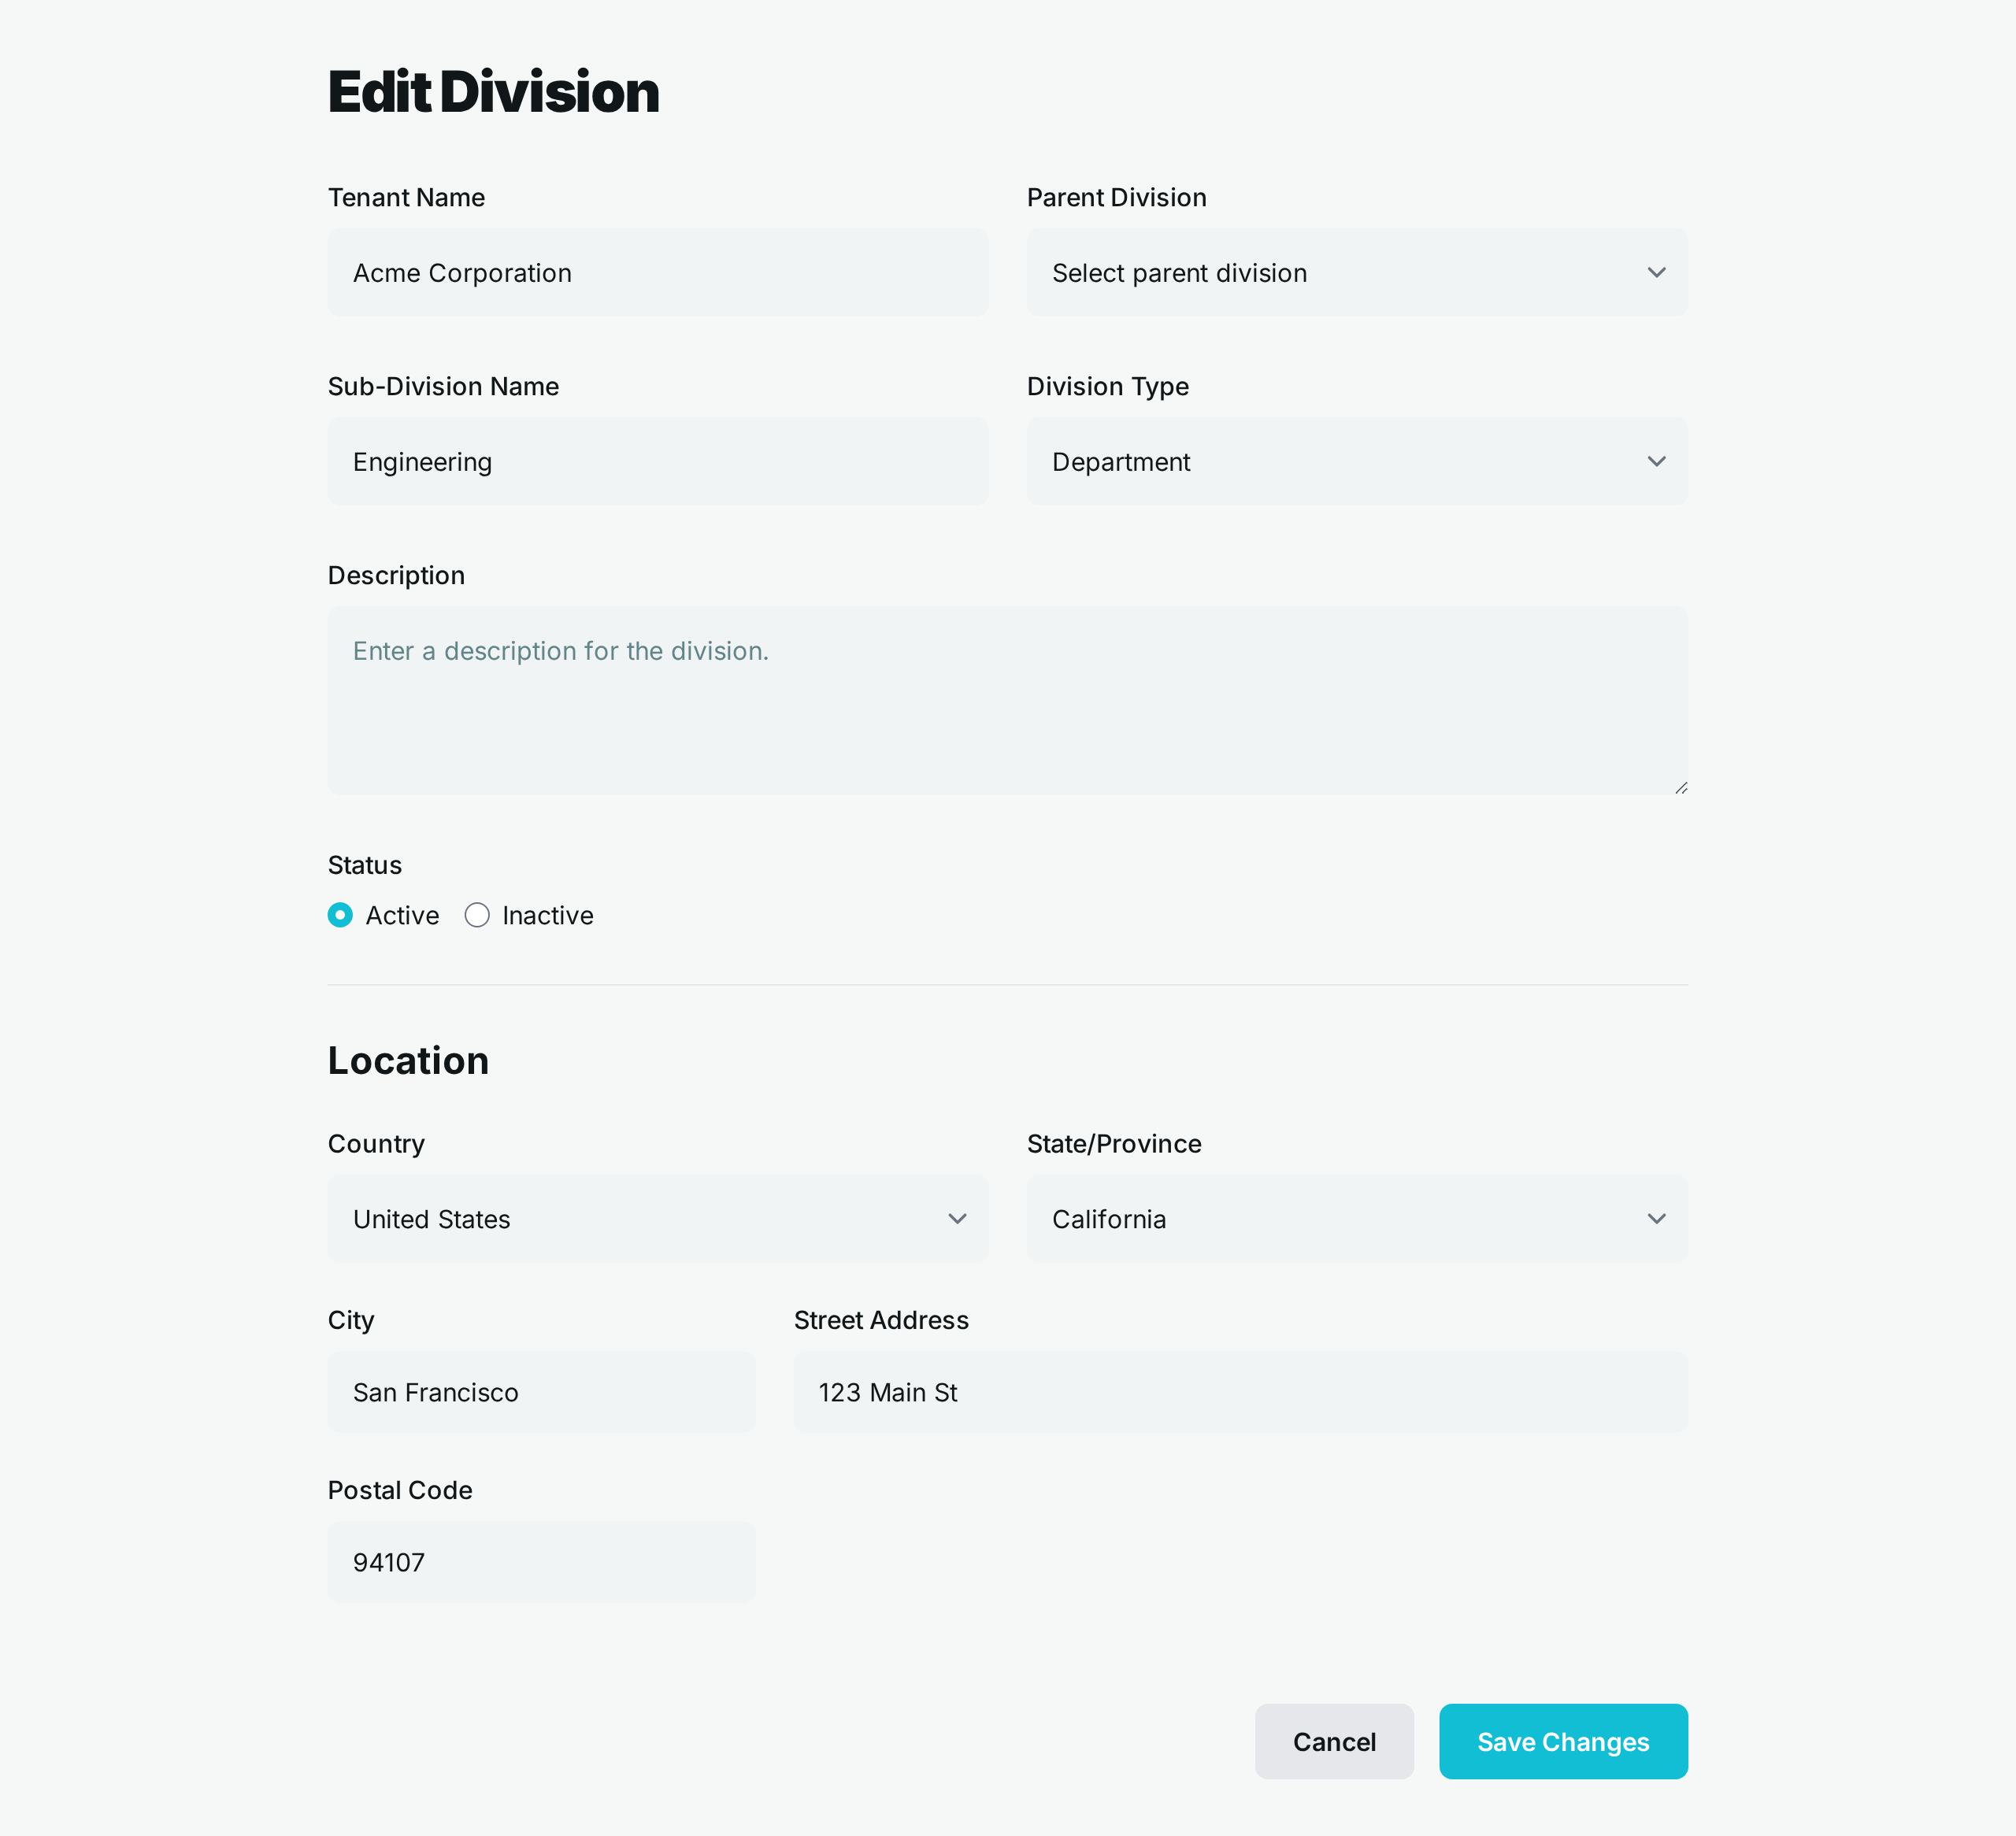 Edit Division
Tenant Name
Parent Division
Acme Corporation
Select parent division
Sub-Division Name
Division Type
Engineering
Department
Description
Enter a description for the division.
Status
Active
Inactive
Location
Country
State/Province
United States
California
City
Street Address
San Francisco
123 Main St
Postal Code
94107
Cancel
Save Changes